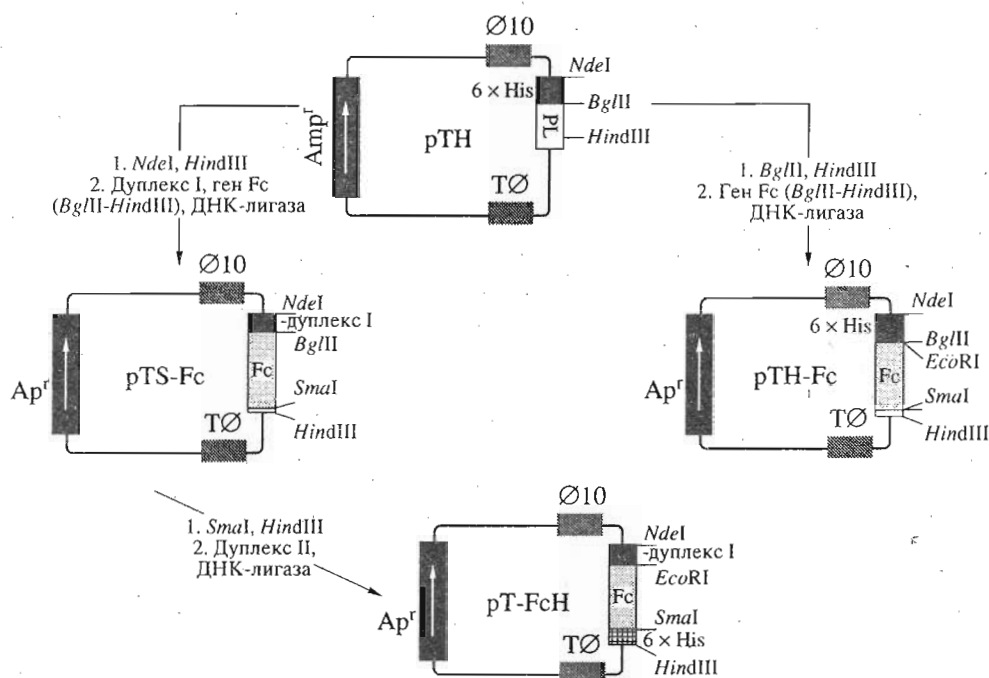 Ø10
NdeI
6 × His
BglII
PL
HindIII
Amp^r
pTH
TØ
1. NdeI, HindIII
2. Дуплекс I, ген Fc
(BglII-HindIII), ДНК-лигаза
1. BglII, HindIII
2. Ген Fc (BglII-HindIII),
ДНК-лигаза
Ø10
NdeI
-дуплекс I
BglII
Fc
SmaI
HindIII
Ap^r
pTS-Fc
TØ
Ø10
NdeI
6 × His
BglII
EcoRI
Fc
SmaI
HindIII
Ap^r
pTH-Fc
TØ
1. SmaI, HindIII
2. Дуплекс II,
ДНК-лигаза
Ø10
NdeI
-дуплекс I
EcoRI
Fc
SmaI
6 × His
HindIII
Ap^r
pT-FcH
TØ